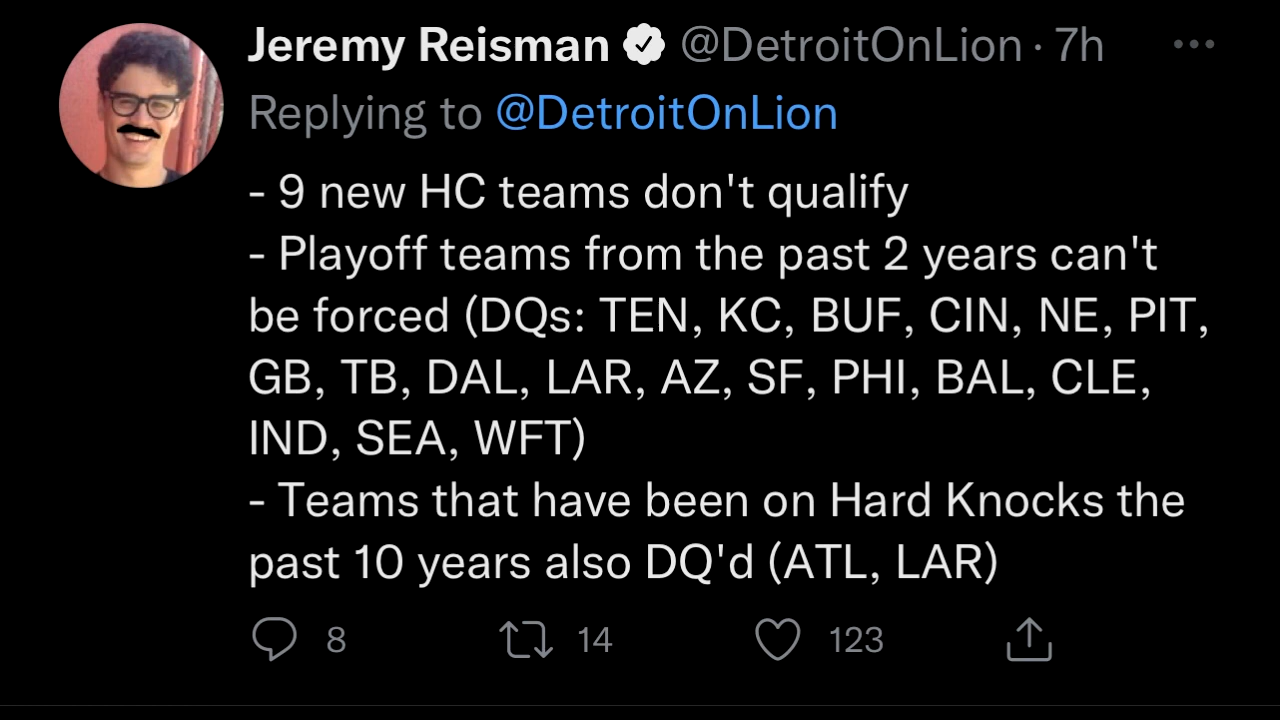 Jeremy Reisman @DetroitOnLion · 7h
Replying to @DetroitOnLion
- 9 new HC teams don't qualify
- Playoff teams from the past 2 years can't
be forced (DQs: TEN, KC, BUF, CIN, NE, PIT,
GB, TB, DAL, LAR, AZ, SF, PHI, BAL, CLE,
IND, SEA, WFT)
- Teams that have been on Hard Knocks the
past 10 years also DQ'd (ATL, LAR)
8 14 123